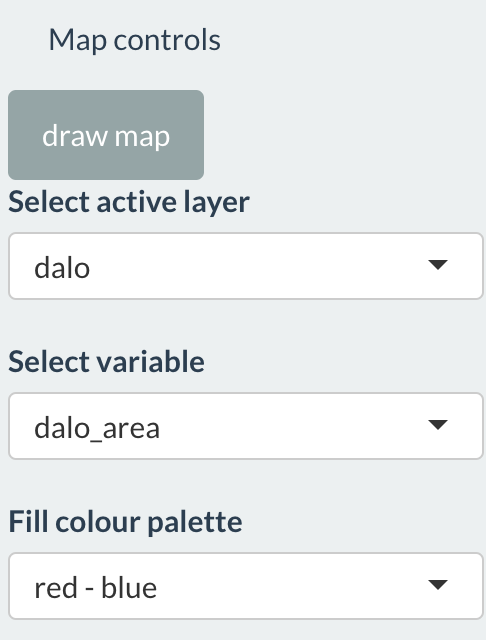 Map controls
draw map
Select active layer
dalo
Select variable
dalo_area
Fill colour palette
red - blue